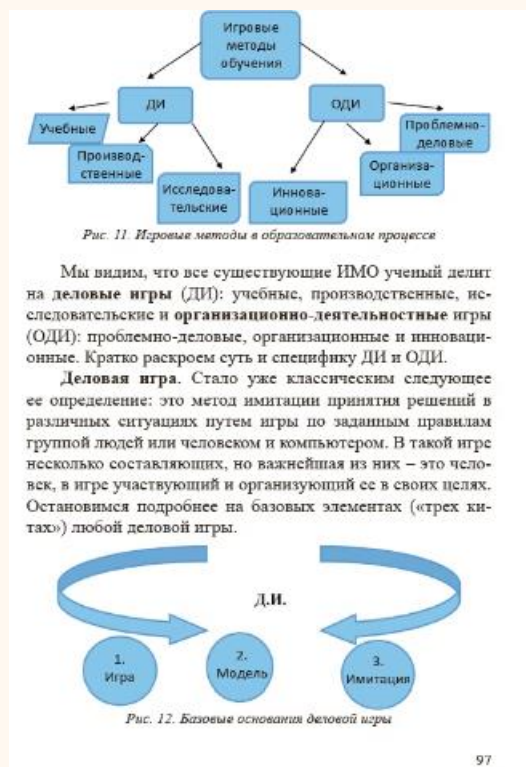 Игровые
методы
обучения
ДИ
ОДИ
Учебные
Производ-
ственные
Исследова-
тельские
Иннова-
ционные
Организа-
ционные
Проблемно-
деловые
Рис. 11. Игровые методы в образовательном процессе
Мы видим, что все существующие ИМО ученый делит
на деловые игры (ДИ): учебные, производственные, ис-
следовательские и организационно-деятельностные игры
(ОДИ): проблемно-деловые, организационные и инноваци-
онные. Кратко раскроем суть и специфику ДИ и ОДИ.
Деловая игра. Стало уже классическим следующее
ее определение: это метод имитации принятия решений в
различных ситуациях путем игры по заданным правилам
группой людей или человеком и компьютером. В такой игре
несколько составляющих, но важнейшая из них – это чело-
век, в игре участвующий и организующий ее в своих целях.
Остановимся подробнее на базовых элементах («трех ки-
тах») любой деловой игры.
Д.И.
1.
Игра
2.
Модель
3.
Имитация
Рис. 12. Базовые основания деловой игры
97